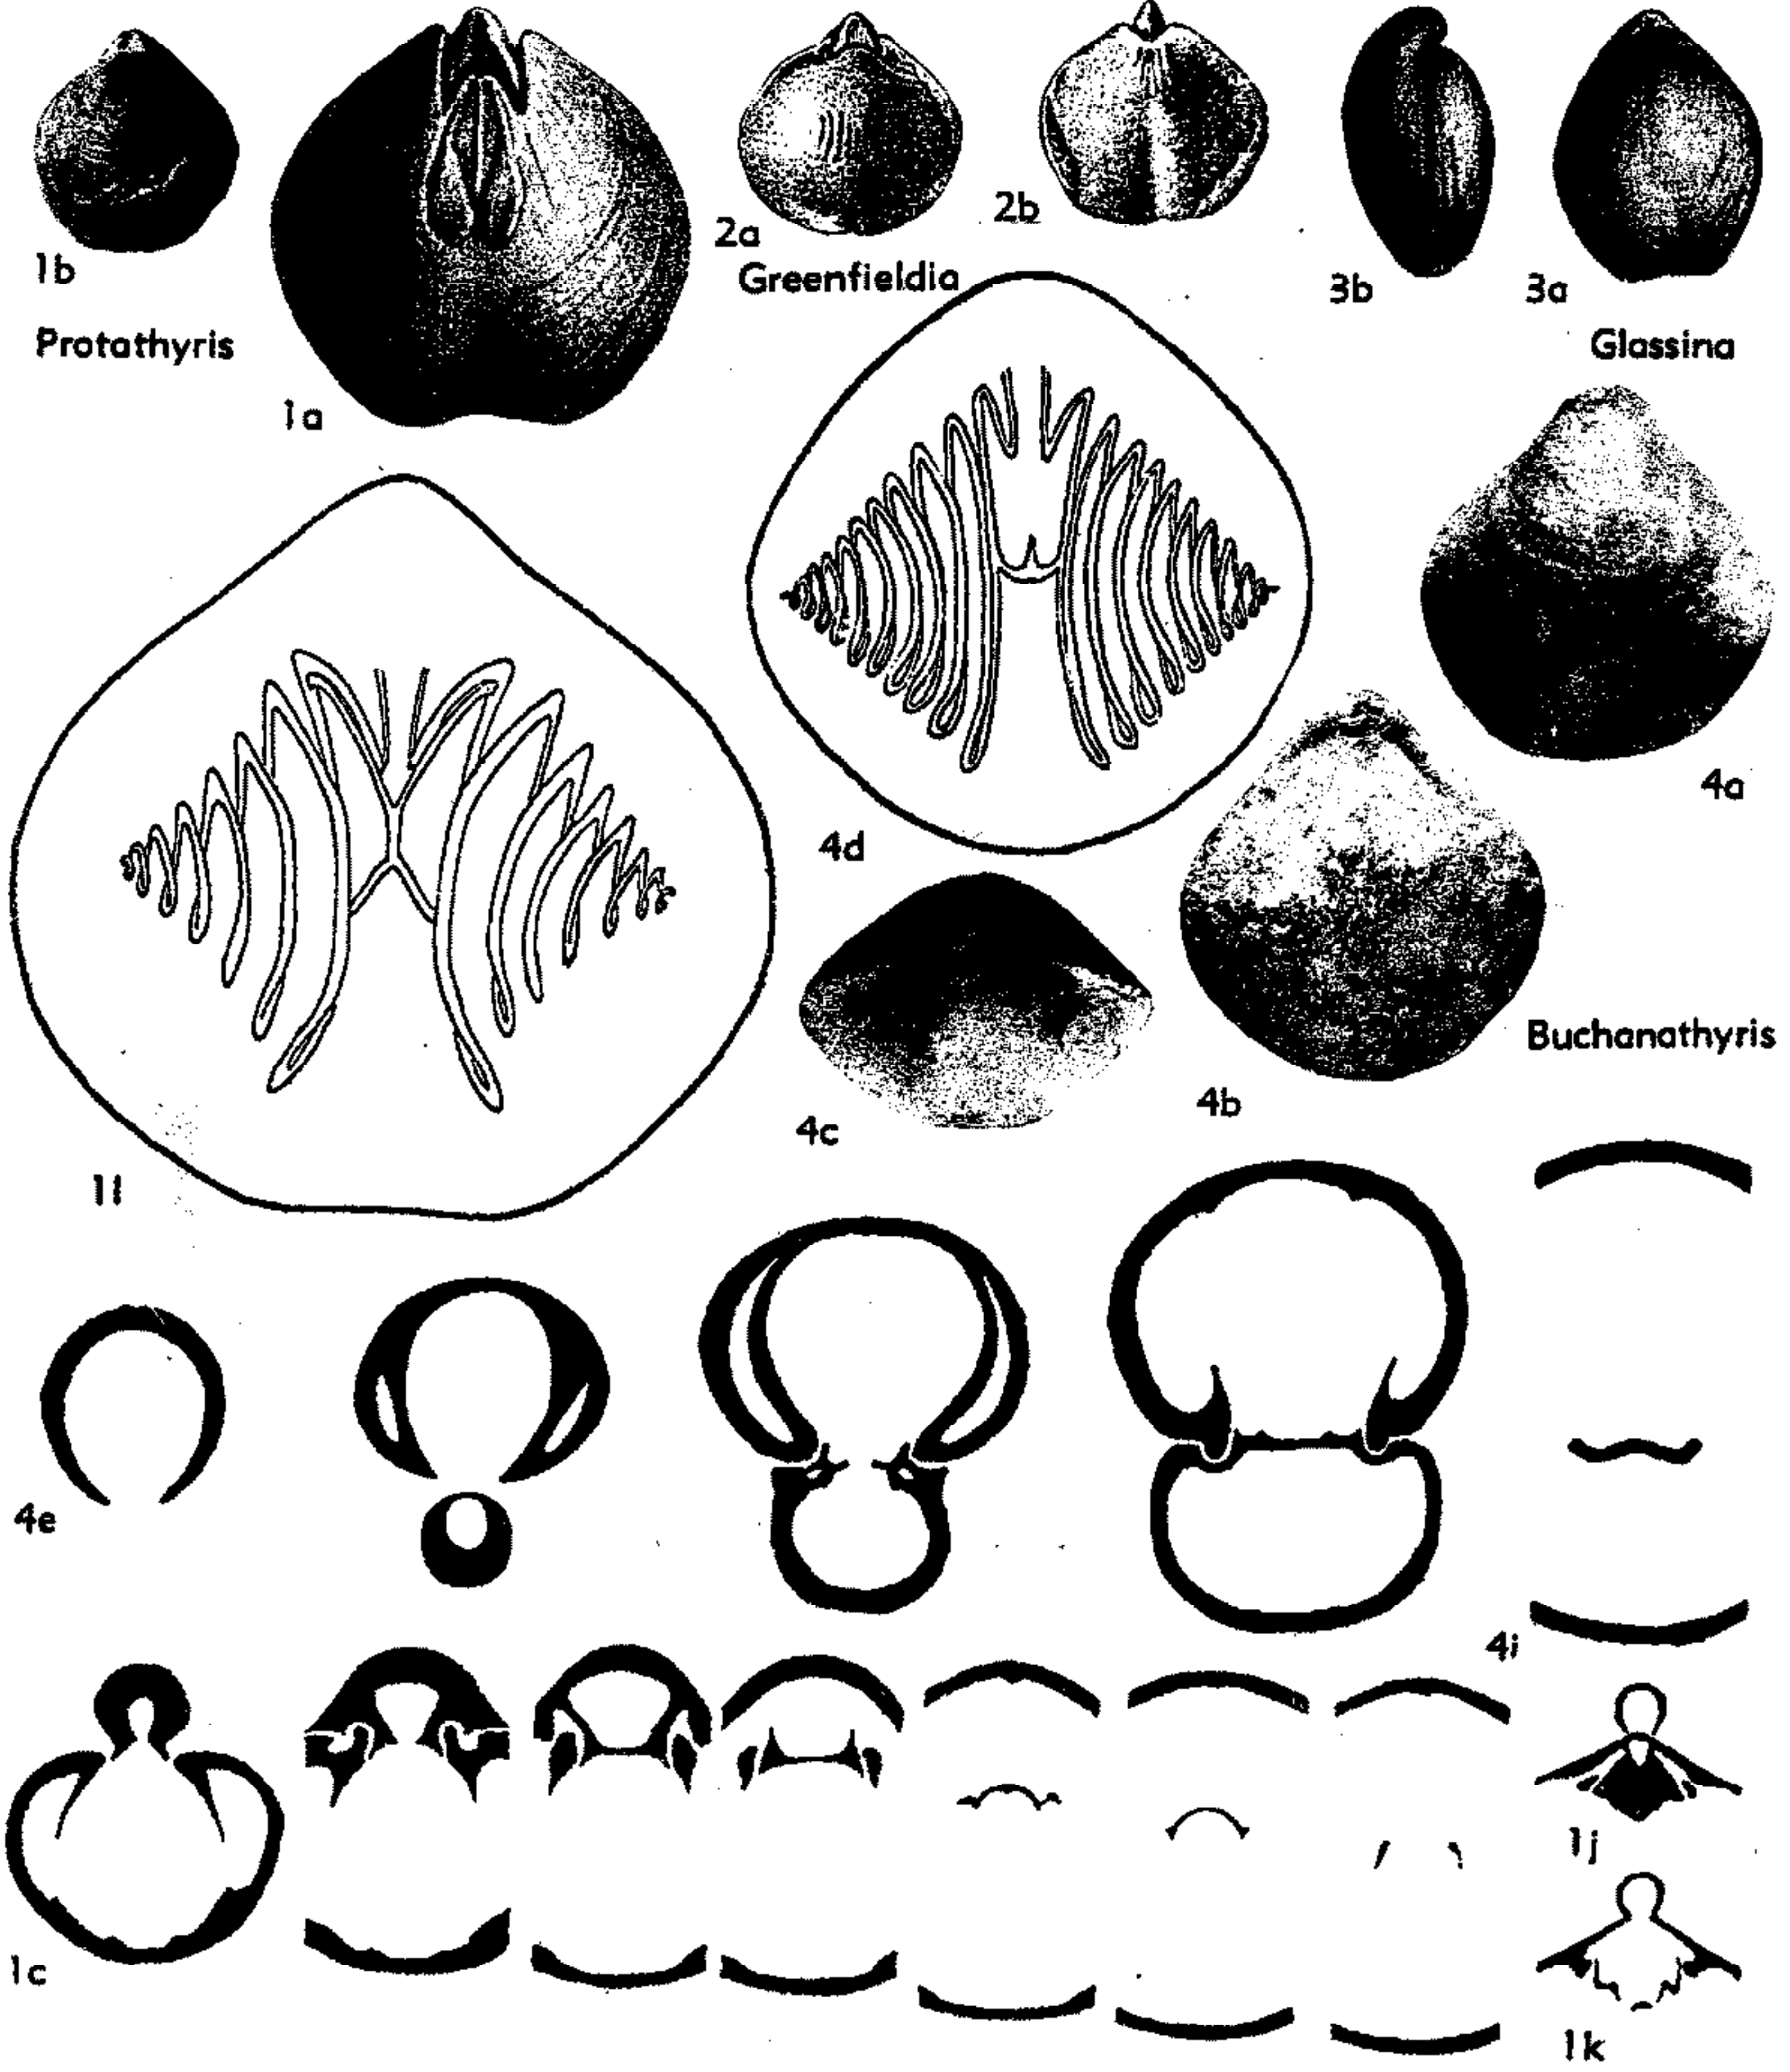 1b
Protathyris
1a
2a
2b
Greenfieldia
3b
3a
Glassina
4a
4d
4b
Buchanathyris
4c
1l
4e
4i
1c
1j
1k